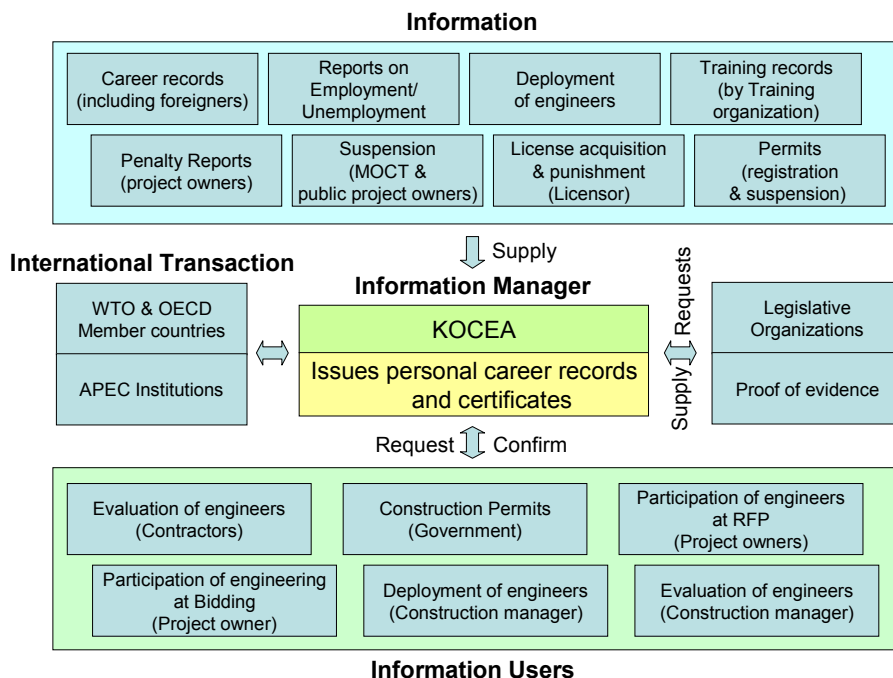 Information
Career records
(including foreigners)
Reports on
Employment/
Unemployment
Deployment
of engineers
Training records
(by Training
organization)
Penalty Reports
(project owners)
Suspension
(MOCT &
public project owners)
License acquisition
& punishment
(Licensor)
Permits
(registration
& suspension)
Supply
International Transaction
WTO & OECD
Member countries
APEC Institutions
Information Manager
KOCEA
Issues personal career records
and certificates
Supply
Requests
Legislative
Organizations
Proof of evidence
Request
Confirm
Evaluation of engineers
(Contractors)
Construction Permits
(Government)
Participation of engineers
at RFP
(Project owners)
Participation of engineering
at Bidding
(Project owner)
Deployment of engineers
(Construction manager)
Evaluation of engineers
(Construction manager)
Information Users